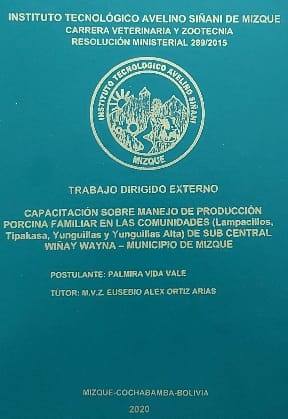 INSTITUTO TECNOLÓGICO AVELINO SIÑANI DE MIZQUE
CARRERA VETERINARIA Y ZOOTECNIA
RESOLUCIÓN MINISTERIAL 289/2015
INSTITUTO TECNOLÓGICO AVELINO SIÑANI
MIZQUE
TRABAJO DIRIGIDO EXTERNO
CAPACITACIÓN SOBRE MANEJO DE PRODUCCIÓN
PORCINA FAMILIAR EN LAS COMUNIDADES (Lampacillos,
Tipakasa, Yunguillas y Yunguillas Alta) DE SUB CENTRAL
WIÑAY WAYNA – MUNICIPIO DE MIZQUE
POSTULANTE: PALMIRA VIDA VALE
TUTOR: M.V.Z. EUSEBIO ALEX ORTIZ ARIAS
MIZQUE-COCHABAMBA-BOLIVIA
2020